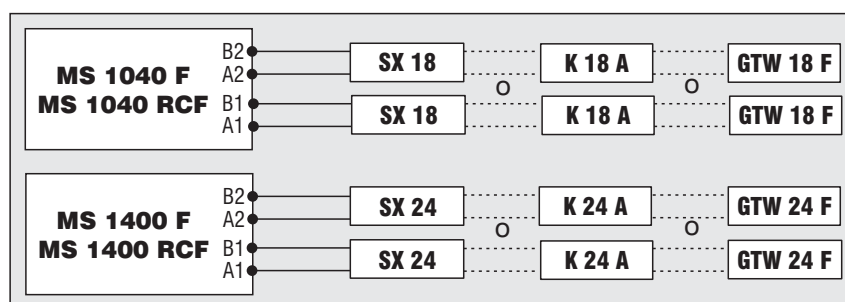 B2 SX 18 K 18 A GTW 18 F
MS 1040 F A2 o o
MS 1040 RCF B1 SX 18 K 18 A GTW 18 F
A1
B2 SX 24 K 24 A GTW 24 F
MS 1400 F A2 o o
MS 1400 RCF B1 SX 24 K 24 A GTW 24 F
A1